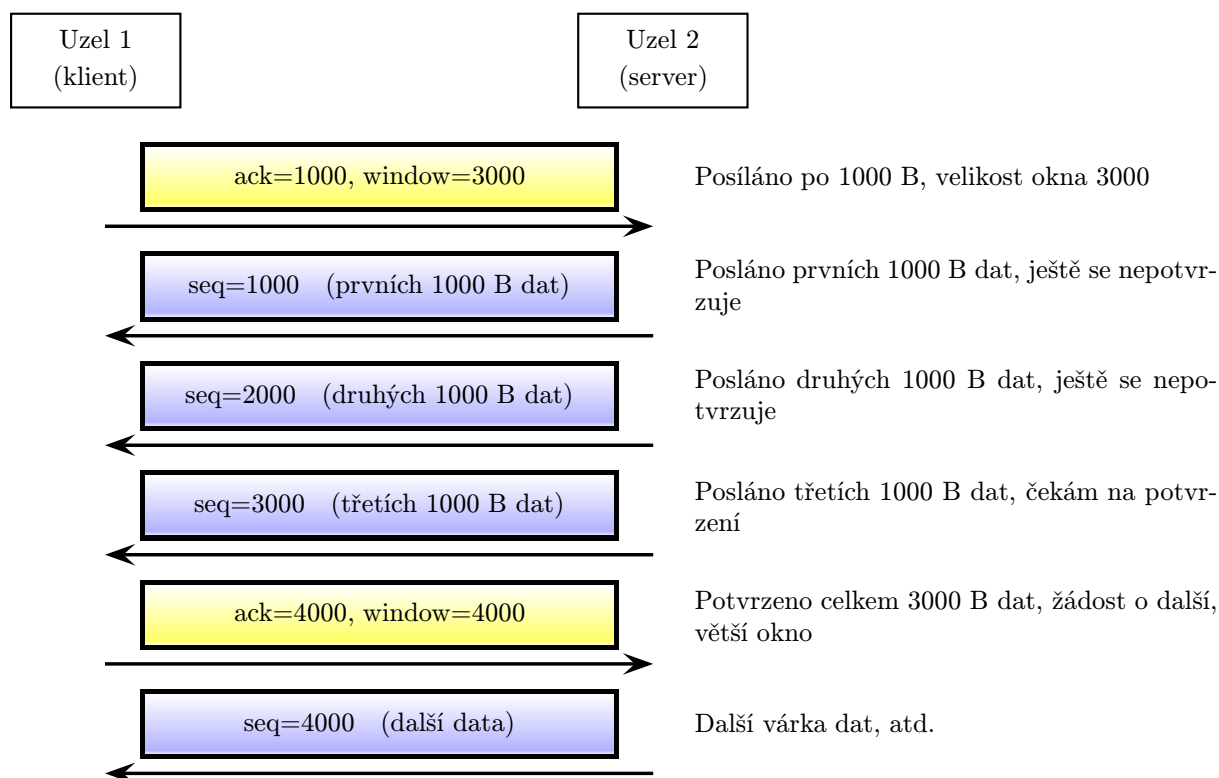 Uzel 1
(klient)
Uzel 2
(server)
ack=1000, window=3000
Posíláno po 1000 B, velikost okna 3000
seq=1000 (prvních 1000 B dat)
Posláno prvních 1000 B dat, ještě se nepotvr-
zuje
seq=2000 (druhých 1000 B dat)
Posláno druhých 1000 B dat, ještě se nepo-
tvrzuje
seq=3000 (třetích 1000 B dat)
Posláno třetích 1000 B dat, čekám na potvr-
zení
ack=4000, window=4000
Potvrzeno celkem 3000 B dat, žádost o další,
větší okno
seq=4000 (další data)
Další várka dat, atd.